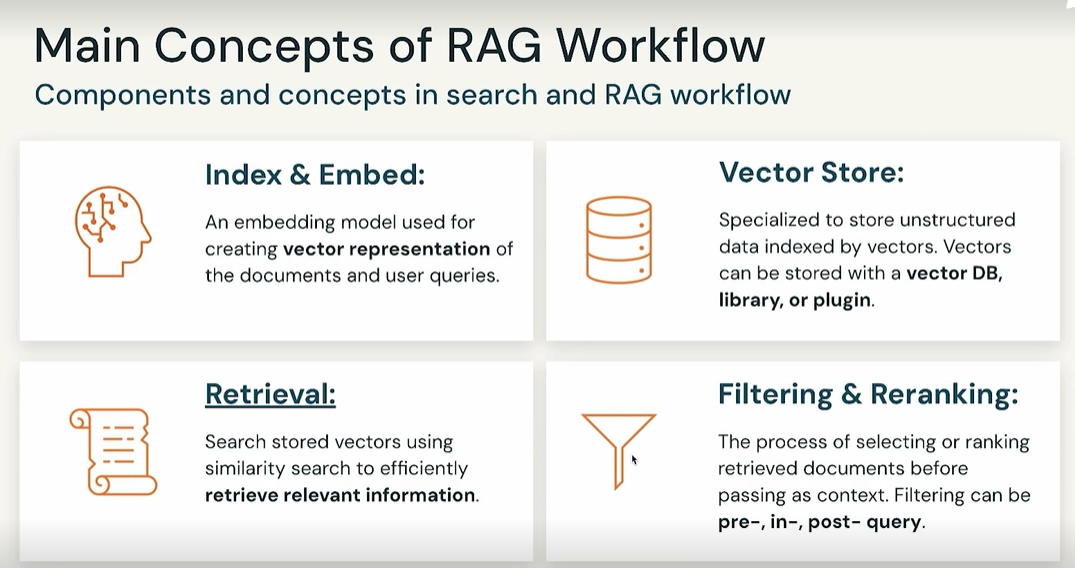 Main Concepts of RAG Workflow
Components and concepts in search and RAG workflow
Index & Embed:
An embedding model used for
creating vector representation of
the documents and user queries.
Vector Store:
Specialized to store unstructured
data indexed by vectors. Vectors
can be stored with a vector DB,
library, or plugin.
Retrieval:
Search stored vectors using
similarity search to efficiently
retrieve relevant information.
Filtering & Reranking:
The process of selecting or ranking
retrieved documents before
passing as context. Filtering can be
pre-, in-, post- query.